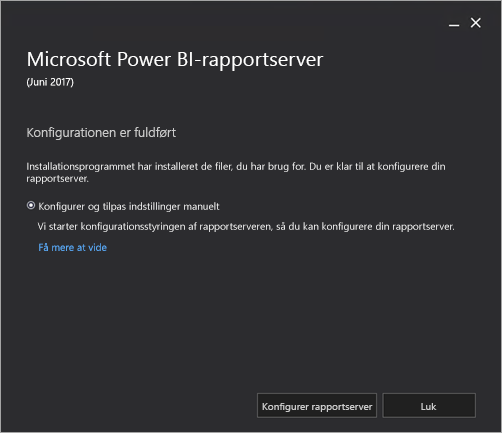 Microsoft Power BI-rapportserver
(Juni 2017)
Konfigurationen er fuldført
Installationsprogrammet har installeret de filer, du har brug for. Du er klar til at konfigurere din
rapportserver.
Konfigurer og tilpas indstillinger manuelt
Vi starter konfigurationsstyringen af rapportserveren, så du kan konfigurere din rapportserver.
Få mere at vide
Konfigurer rapportserver
Luk